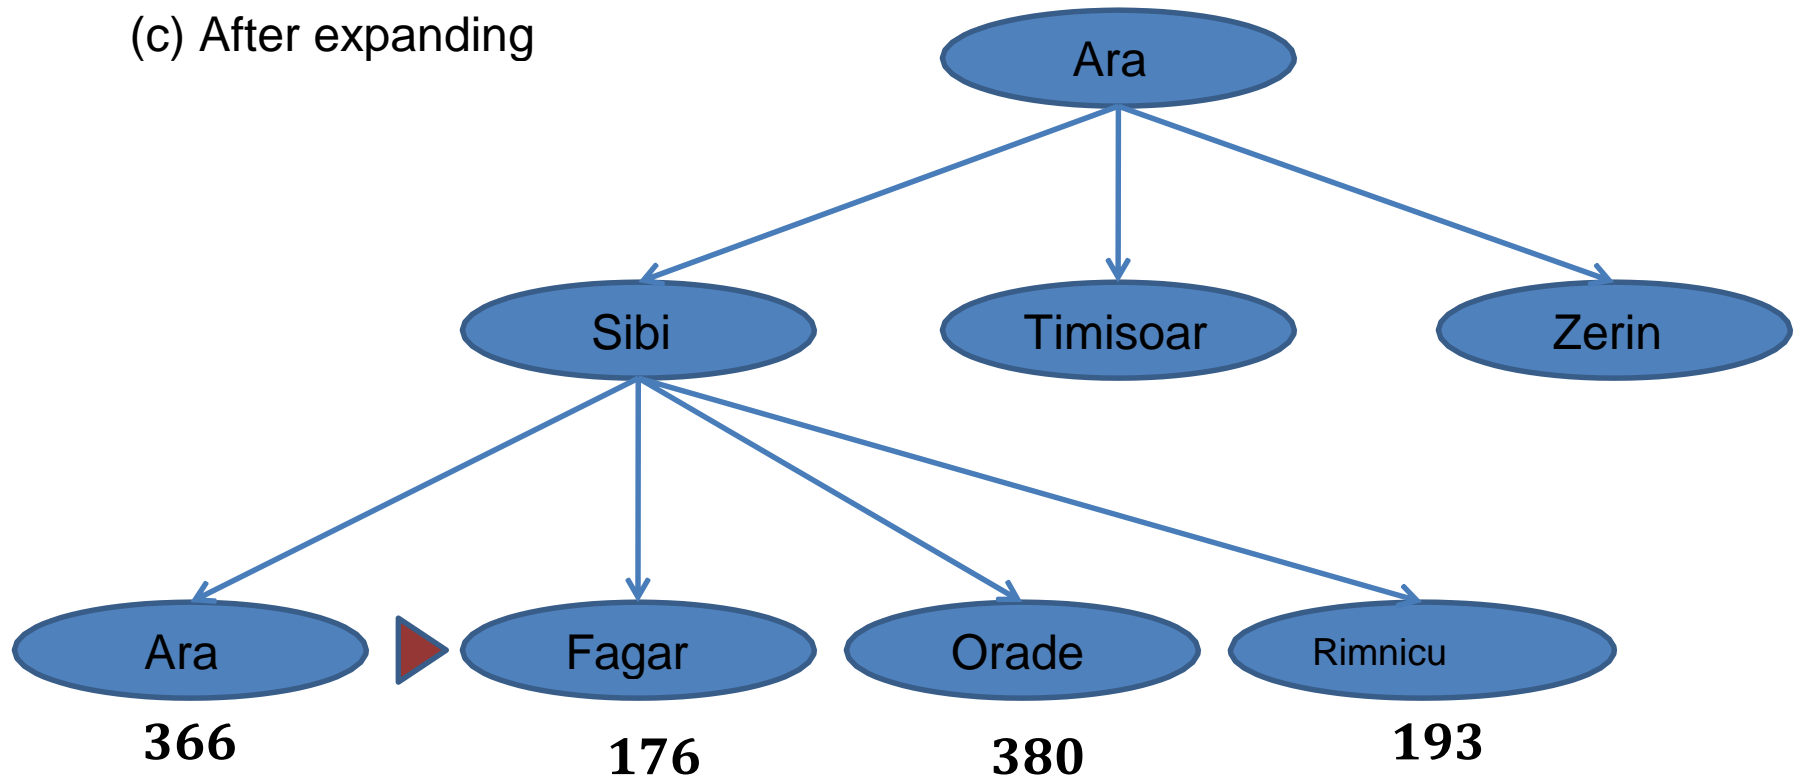 (c) After expanding
Ara
Sibi
Timisoar
Zerin
Ara
Fagar
Orade
Rimnicu
366
176
380
193